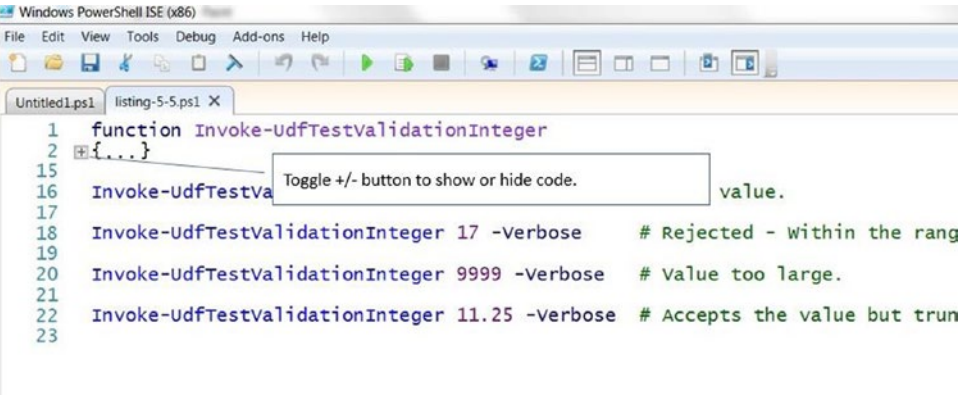 Windows PowerShell ISE (x86)
File Edit View Tools Debug Add-ons Help
Untitled1.ps1 listing-5-5.ps1 X
1 function Invoke-UdfTestValidationInteger
2 {...}
15
16 Invoke-UdfTestVa value.
Toggle +/- button to show or hide code.
17
18 Invoke-UdfTestValidationInteger 17 -Verbose # Rejected - Within the rang
19
20 Invoke-UdfTestValidationInteger 9999 -Verbose # Value too large.
21
22 Invoke-UdfTestValidationInteger 11.25 -Verbose # Accepts the value but trun
23